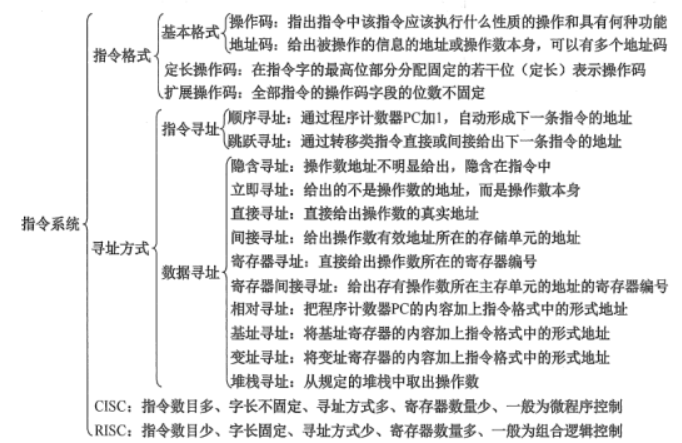 操作码：指出指令中该指令应该执行什么性质的操作和具有何种功能
基本格式
地址码：给出被操作的信息的地址或操作数本身，可以有多个地址码
指令格式
定长操作码：在指令字的最高位部分分配固定的若干位（定长）表示操作码
扩展操作码：全部指令的操作码字段的位数不固定
顺序寻址：通过程序计数器PC加1，自动形成下一条指令的地址
指令寻址
跳跃寻址：通过转移类指令直接或间接给出下一条指令的地址
隐含寻址：操作数地址不明显给出，隐含在指令中
立即寻址：给出的不是操作数的地址，而是操作数本身
直接寻址：直接给出操作数的真实地址
指令系统
间接寻址：给出操作数有效地址所在的存储单元的地址
寻址方式
寄存器寻址：直接给出操作数所在的寄存器编号
数据寻址
寄存器间接寻址：给出存有操作数所在主存单元的地址的寄存器编号
相对寻址：把程序计数器PC的内容加上指令格式中的形式地址
基址寻址：将基址寄存器的内容加上指令格式中的形式地址
变址寻址：将变址寄存器的内容加上指令格式中的形式地址
堆栈寻址：从规定的堆栈中取出操作数
CISC：指令数目多、字长不固定、寻址方式多、寄存器数量少、一般为微程序控制
RISC：指令数目少、字长固定、寻址方式少、寄存器数量多、一般为组合逻辑控制